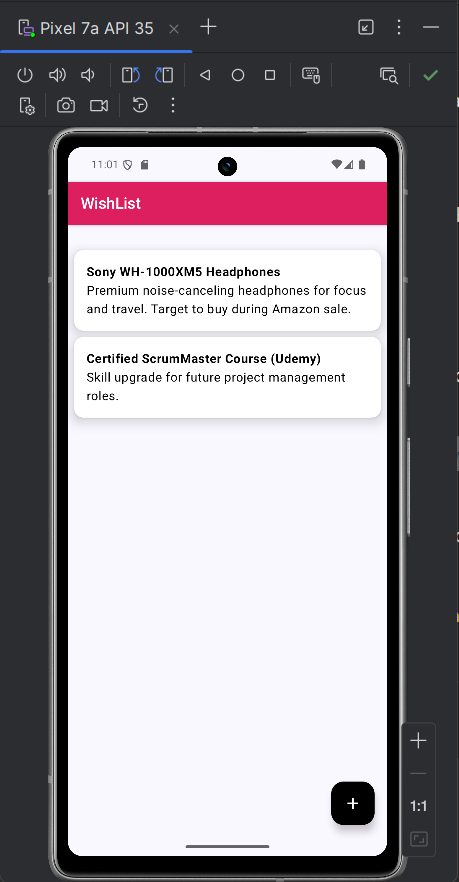 Pixel 7a API 35
11:01
WishList
Sony WH-1000XM5 Headphones
Premium noise-canceling headphones for focus
and travel. Target to buy during Amazon sale.
Certified ScrumMaster Course (Udemy)
Skill upgrade for future project management
roles.
+
1:1